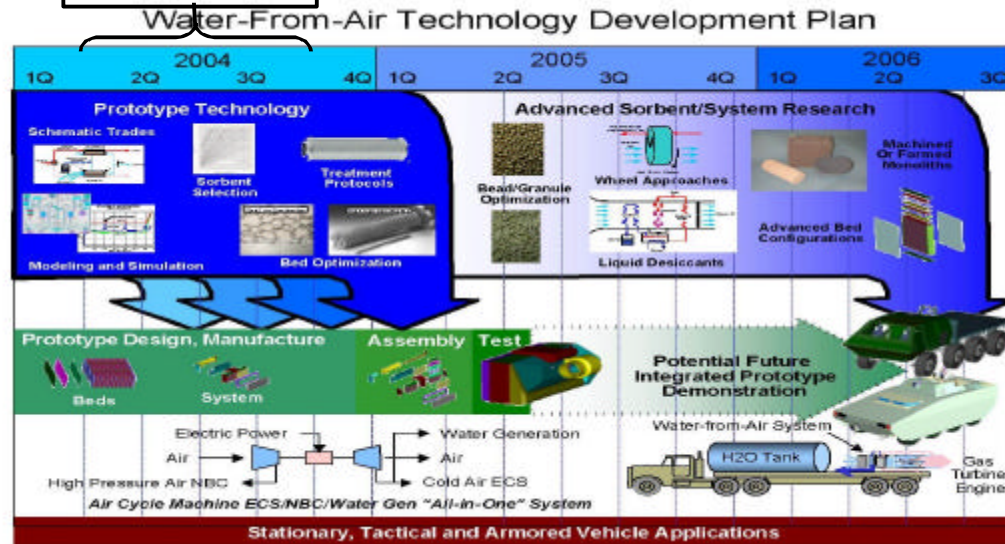 Water-From-Air Technology Development Plan
2004 2005 2006
1Q 2Q 3Q 4Q 1Q 2Q 3Q 4Q 1Q 2Q 3Q
Prototype Technology
Schematic Trades
Sorbent
Selection
Treatment
Protocols
Modeling and Simulation
Bed Optimization
Advanced Sorbent/System Research
Bead/Granule
Optimization
Wheel Approaches
Liquid Desiccants
Machined
Or Formed
Monoliths
Advanced Bed
Configurations
Prototype Design, Manufacture
Beds
System
Assembly
Test
Potential Future
Integrated Prototype
Demonstration
Electric Power
Air
High Pressure Air NBC
Water Generation
Air
Cold Air ECS
Air Cycle Machine ECS/NBC/Water Gen "All-in-One" System
Water-from-Air System
H2O Tank
Gas
Turbine
Engine
Stationary, Tactical and Armored Vehicle Applications